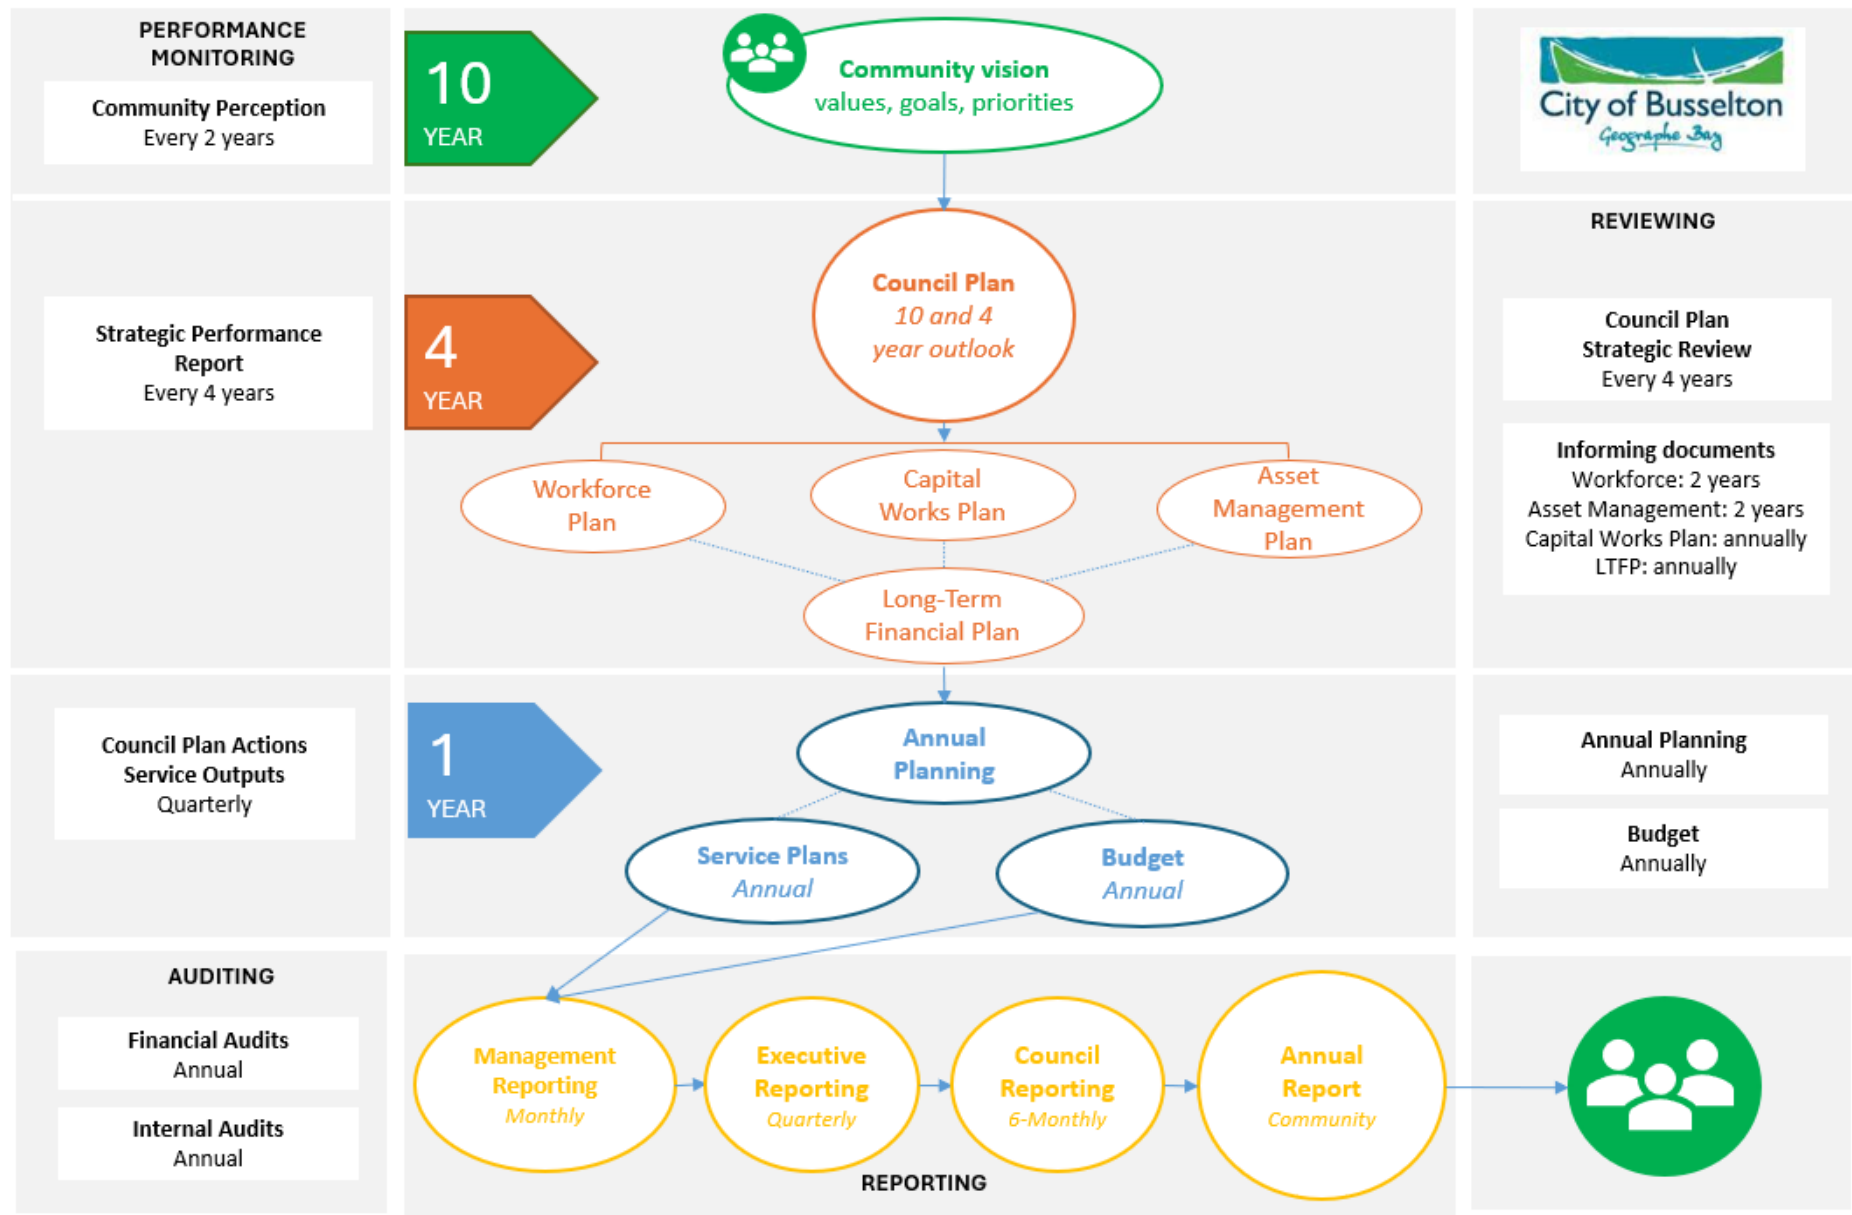 PERFORMANCE
MONITORING
Community Perception
Every 2 years
10
YEAR
Community vision
values, goals, priorities
City of Busselton
Geographe Bay
Strategic Performance
Report
Every 4 years
4
YEAR
Council Plan
10 and 4
year outlook
Workforce
Plan
Capital
Works Plan
Asset
Management
Plan
Long-Term
Financial Plan
REVIEWING
Council Plan
Strategic Review
Every 4 years
Informing documents
Workforce: 2 years
Asset Management: 2 years
Capital Works Plan: annually
LTFP: annually
Council Plan Actions
Service Outputs
Quarterly
1
YEAR
Annual
Planning
Service Plans
Annual
Budget
Annual
Annual Planning
Annually
Budget
Annually
AUDITING
Financial Audits
Annual
Internal Audits
Annual
Management
Reporting
Monthly
Executive
Reporting
Quarterly
Council
Reporting
6-Monthly
Annual
Report
Community
REPORTING